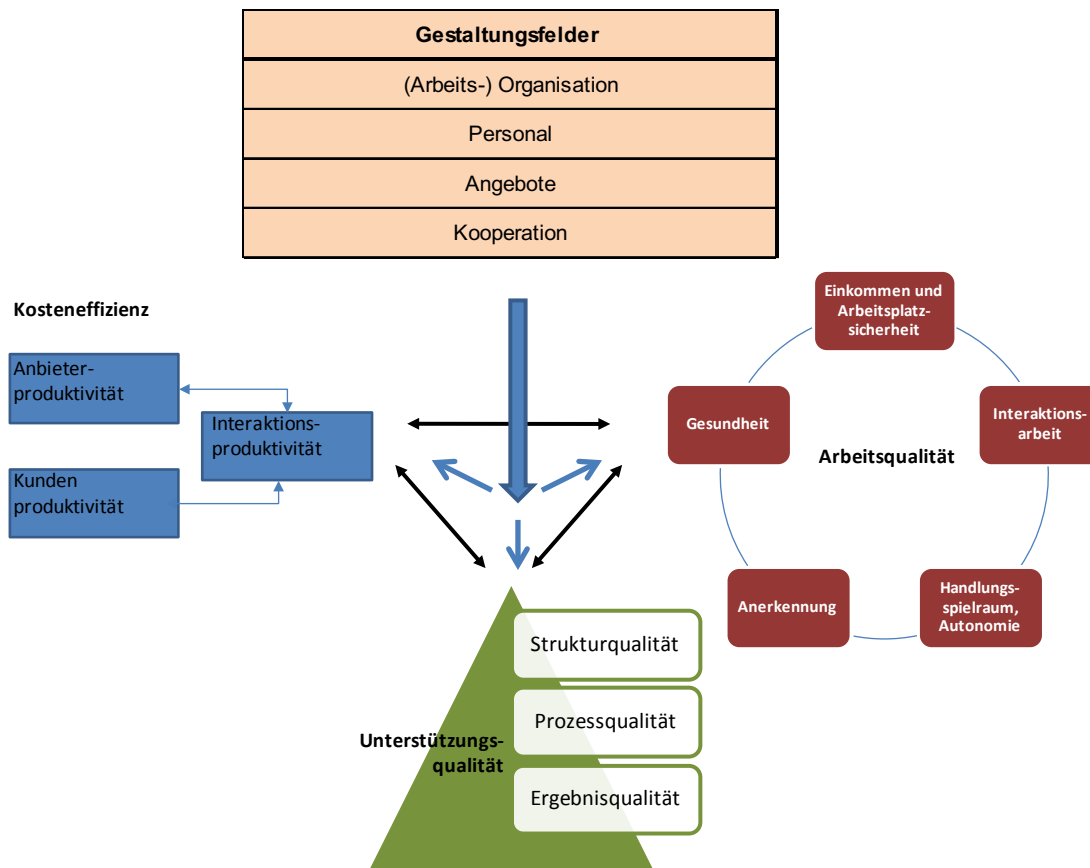 Gestaltungsfelder
(Arbeits-) Organisation
Personal
Angebote
Kooperation
Kosteneffizienz
Anbieter-
produktivität
Interaktions-
produktivität
Kunden
produktivität
Einkommen und
Arbeitsplatz-
sicherheit
Gesundheit
Interaktions-
arbeit
Arbeitsqualität
Anerkennung
Handlungs-
spielraum,
Autonomie
Unterstützungs-
qualität
Strukturqualität
Prozessqualität
Ergebnisqualität